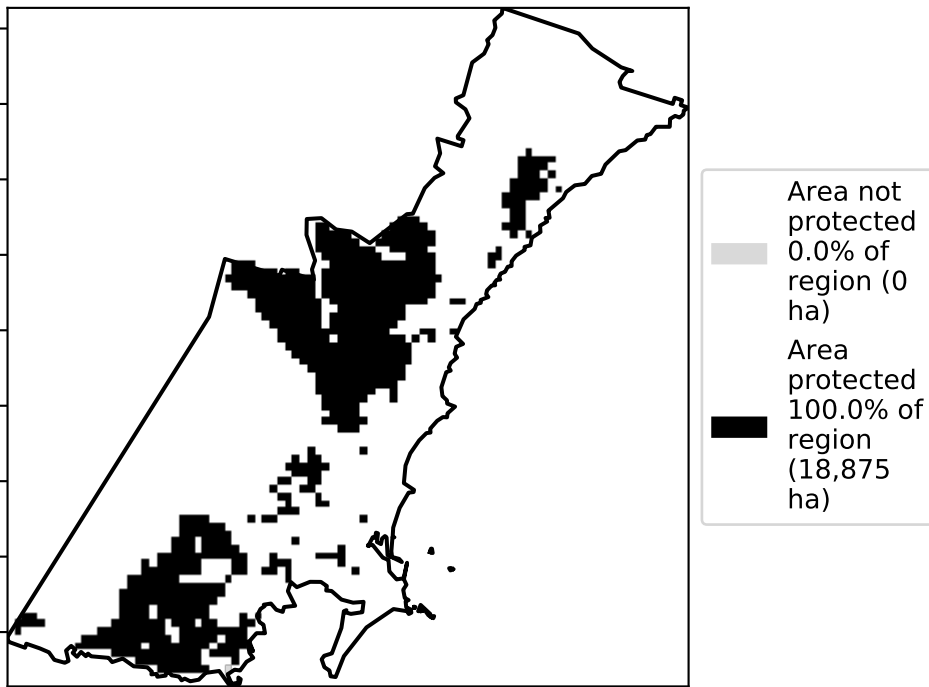 Area not
protected
0.0% of
region (0
ha)
Area
protected
100.0% of
region
(18,875
ha)